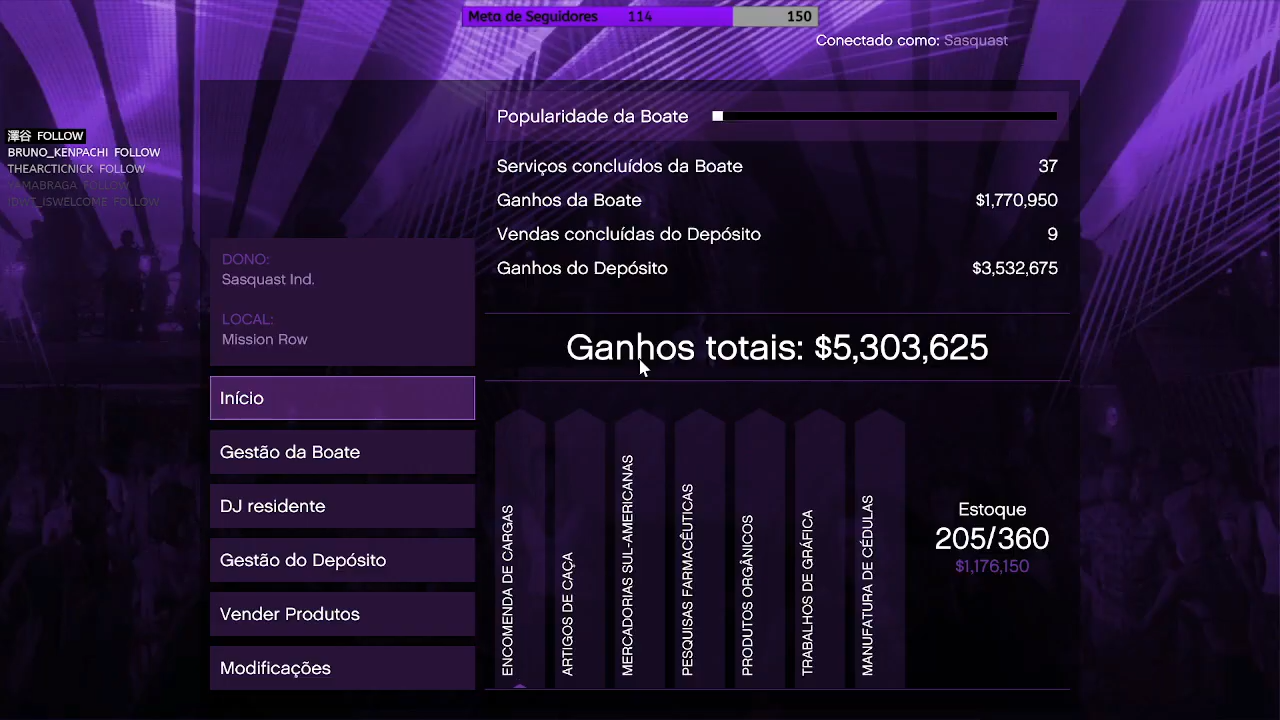 Meta de Seguidores 114 150
Conectado como: Sasquast
澤谷 FOLLOW
BRUNO_KENPACHI FOLLOW
THEARCTICNICK FOLLOW
YAMABRAGA FOLLOW
IDWT_ISWELCOME FOLLOW
Popularidade da Boate
Serviços concluídos da Boate 37
Ganhos da Boate $1,770,950
Vendas concluídas do Depósito 9
Ganhos do Depósito $3,532,675
DONO:
Sasquast Ind.
LOCAL:
Mission Row
Ganhos totais: $5,303,625
Início
Gestão da Boate
DJ residente
Gestão do Depósito
Vender Produtos
Modificações
ENCOMENDA DE CARGAS
ARTIGOS DE CAÇA
MERCADORIAS SUL-AMERICANAS
PESQUISAS FARMACÊUTICAS
PRODUTOS ORGÂNICOS
TRABALHOS DE GRÁFICA
MANUFATURA DE CÉDULAS
Estoque
205/360
$1,176,150